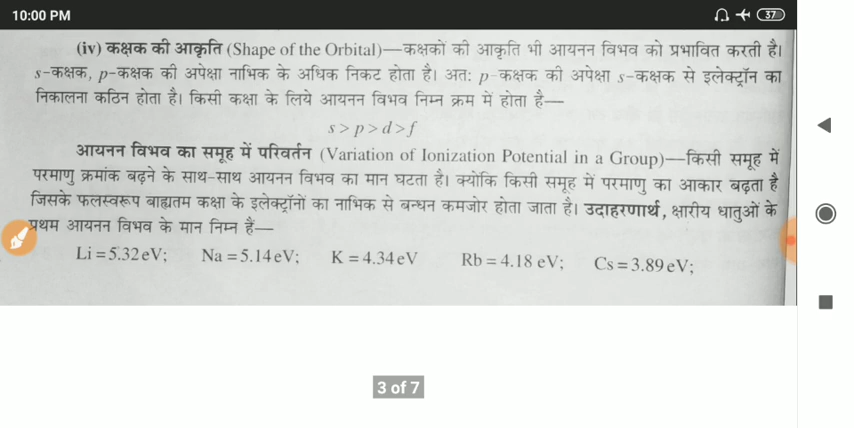 10:00 PM
37
(iv) कक्षक की आकृति (Shape of the Orbital)—कक्षकों की आकृति भी आयनन विभव को प्रभावित करती है।
s-कक्षक, p-कक्षक की अपेक्षा नाभिक के अधिक निकट होता है। अतः p-कक्षक की अपेक्षा s-कक्षक से इलेक्ट्रॉन का
निकालना कठिन होता है। किसी कक्षा के लिये आयनन विभव निम्न क्रम में होता है—
s > p > d > f
आयनन विभव का समूह में परिवर्तन (Variation of Ionization Potential in a Group)—किसी समूह में
परमाणु क्रमांक बढ़ने के साथ-साथ आयनन विभव का मान घटता है। क्योंकि किसी समूह में परमाणु का आकार बढ़ता है
जिसके फलस्वरूप बाह्यतम कक्षा के इलेक्ट्रॉनों का नाभिक से बन्धन कमजोर होता जाता है। उदाहरणार्थ, क्षारीय धातुओं के
प्रथम आयनन विभव के मान निम्न हैं—
Li = 5.32 eV; Na = 5.14 eV; K = 4.34 eV Rb = 4.18 eV; Cs = 3.89 eV;
3 of 7